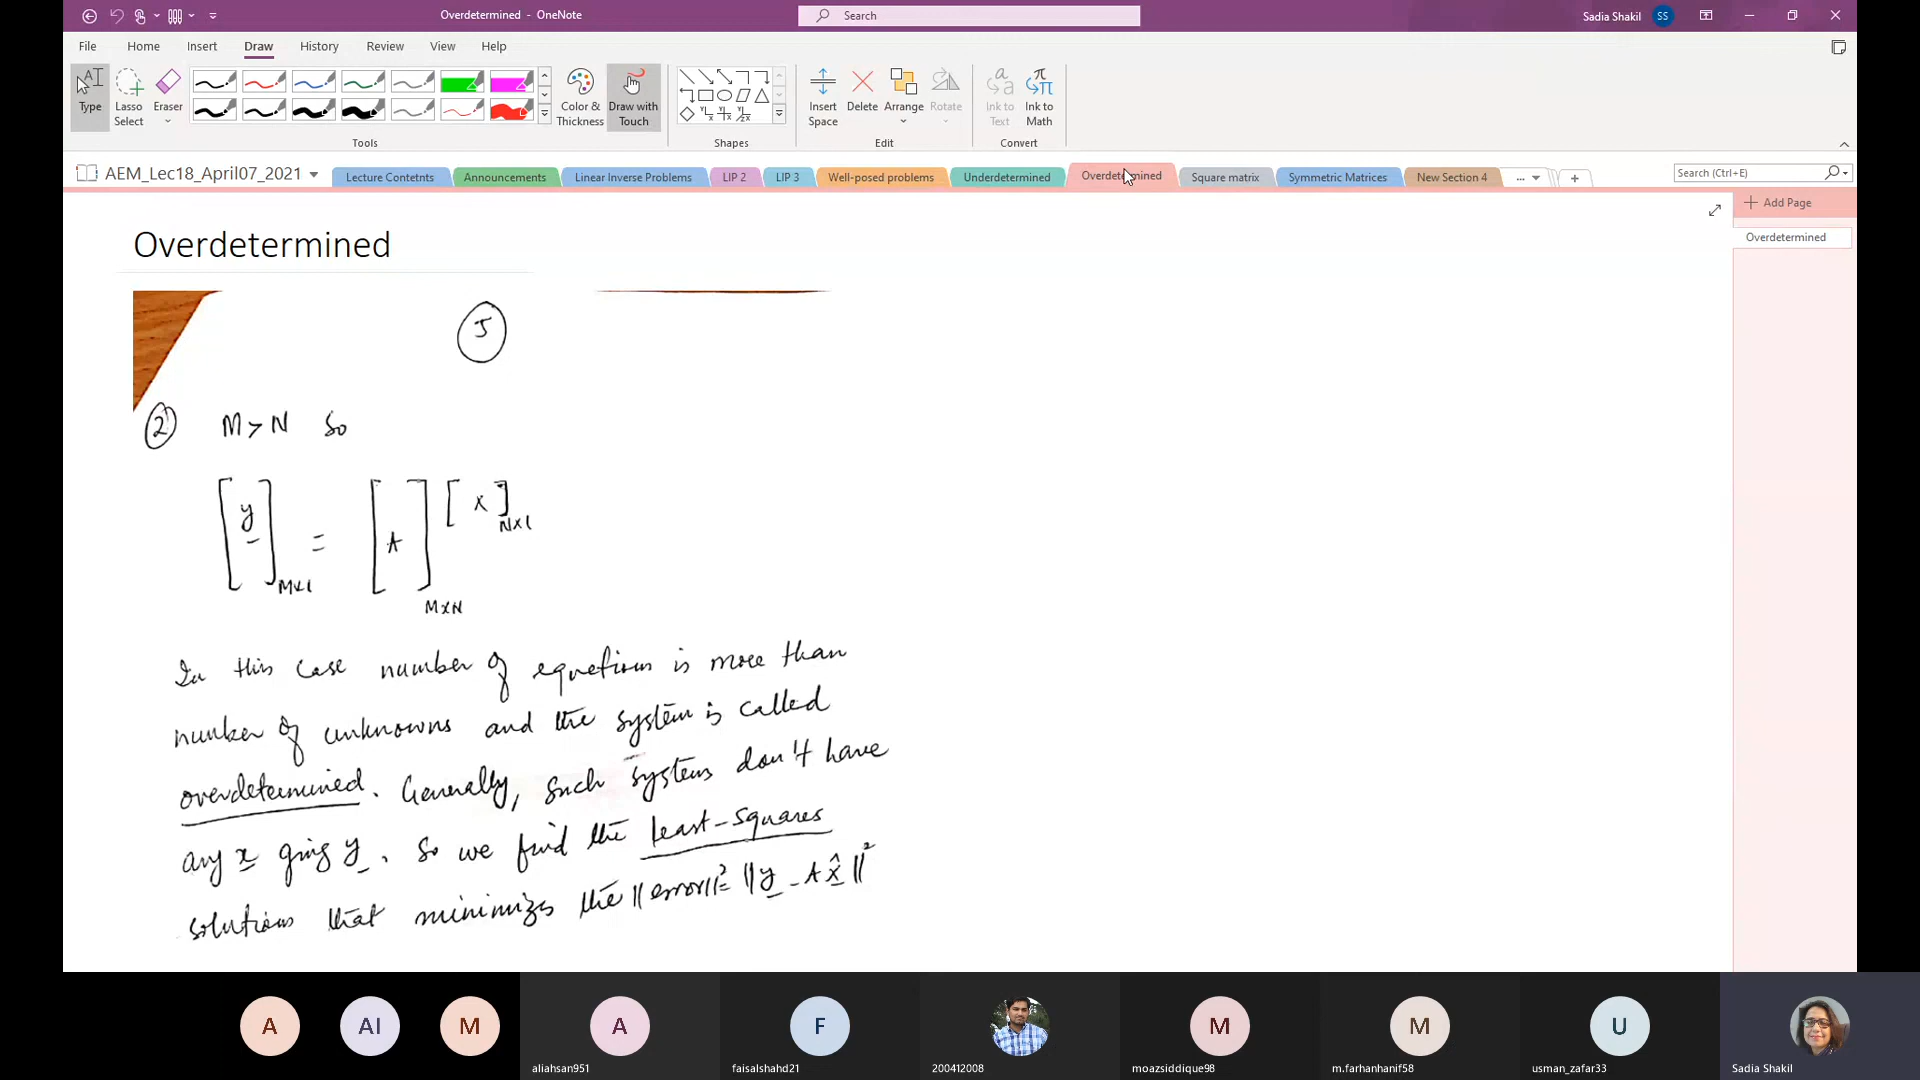 Overdetermined - OneNote
Search
Sadia Shakil
SS
File Home Insert Draw History Review View Help
Type
Lasso Select
Eraser
Color & Thickness
Draw with Touch
Insert Space
Delete
Arrange
Rotate
Ink to Text
Ink to Math
Tools
Shapes
Edit
Convert
AEM_Lec18_April07_2021
Lecture Contetnts
Announcements
Linear Inverse Problems
LIP 2
LIP 3
Well-posed problems
Underdetermined
Overdetermined
Square matrix
Symmetric Matrices
New Section 4
...
Search (Ctrl+E)
Add Page
Overdetermined
Overdetermined
5
2 M > N So
[y]M×1 = [A]M×N [x]N×1
In this case number of equations is more than
number of unknowns and the system is called
overdetermined. Generally, such systems don't have
any x giving y. So we find the least-squares
solutions that minimizes the ||error||² = ||y - Ax̂||²
A
AI
M
A
aliahsan951
F
faisalshahd21
200412008
M
moazsiddique98
M
m.farhanhanif58
U
usman_zafar33
Sadia Shakil